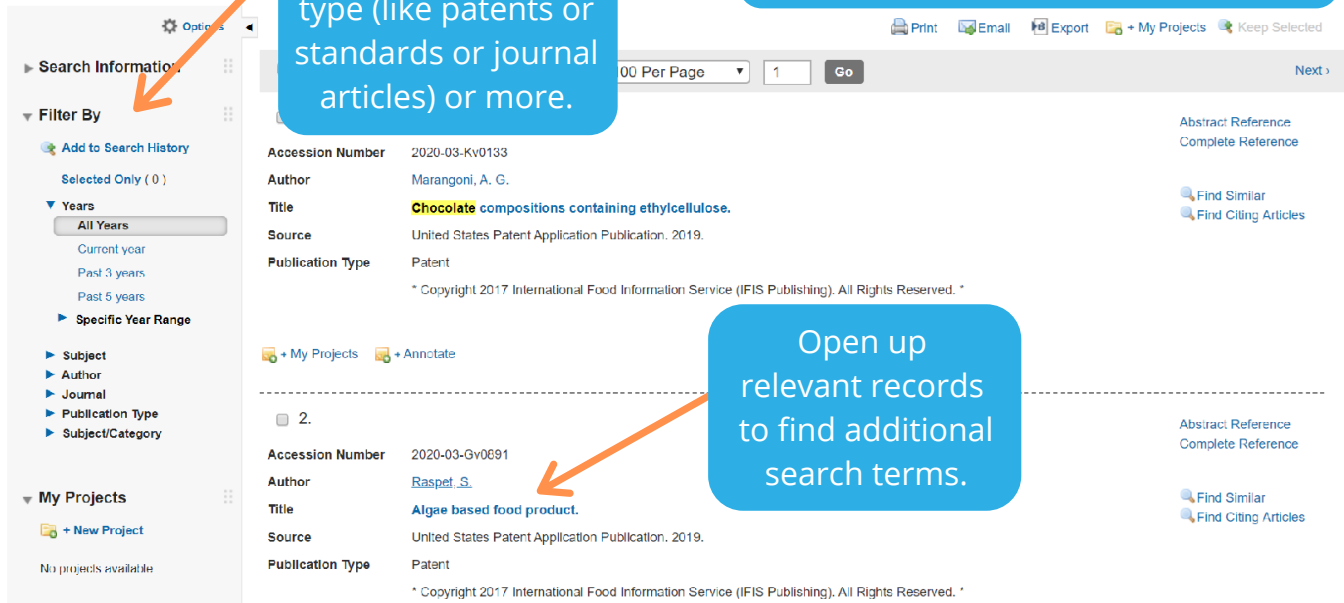 type (like patents or
standards or journal
articles) or more.
Options
Print Email Export + My Projects Keep Selected
Search Information
00 Per Page 1 Go Next ›
Filter By
Add to Search History
Selected Only ( 0 )
Years
All Years
Current year
Past 3 years
Past 5 years
Specific Year Range
Subject
Author
Journal
Publication Type
Subject/Category
My Projects
+ New Project
No projects available
Abstract Reference
Complete Reference
Accession Number 2020-03-Kv0133
Author Marangoni, A. G.
Title Chocolate compositions containing ethylcellulose.
Source United States Patent Application Publication. 2019.
Publication Type Patent
* Copyright 2017 International Food Information Service (IFIS Publishing). All Rights Reserved. *
Find Similar
Find Citing Articles
+ My Projects + Annotate
Open up
relevant records
to find additional
search terms.
2.
Abstract Reference
Complete Reference
Accession Number 2020-03-Gv0891
Author Raspet, S.
Title Algae based food product.
Source United States Patent Application Publication. 2019.
Publication Type Patent
* Copyright 2017 International Food Information Service (IFIS Publishing). All Rights Reserved. *
Find Similar
Find Citing Articles